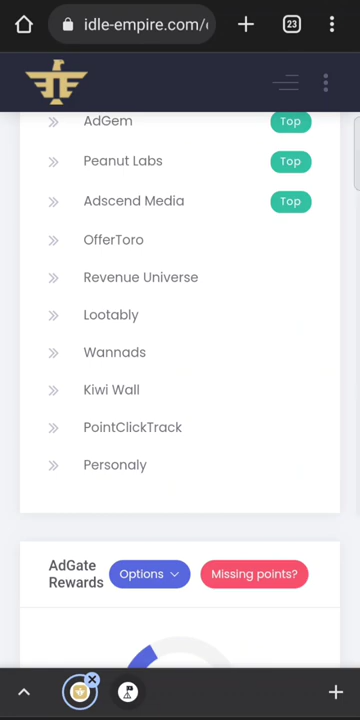 idle-empire.com/
23
AdGem
Top
Peanut Labs
Top
Adscend Media
Top
OfferToro
Revenue Universe
Lootably
Wannads
Kiwi Wall
PointClickTrack
Personaly
AdGate
Rewards
Options
Missing points?